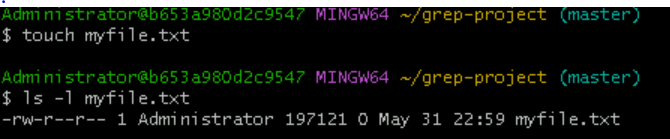 Administrator@b653a980d2c9547 MINGW64 ~/grep-project (master)
$ touch myfile.txt
Administrator@b653a980d2c9547 MINGW64 ~/grep-project (master)
$ ls -l myfile.txt
-rw-r--r-- 1 Administrator 197121 0 May 31 22:59 myfile.txt